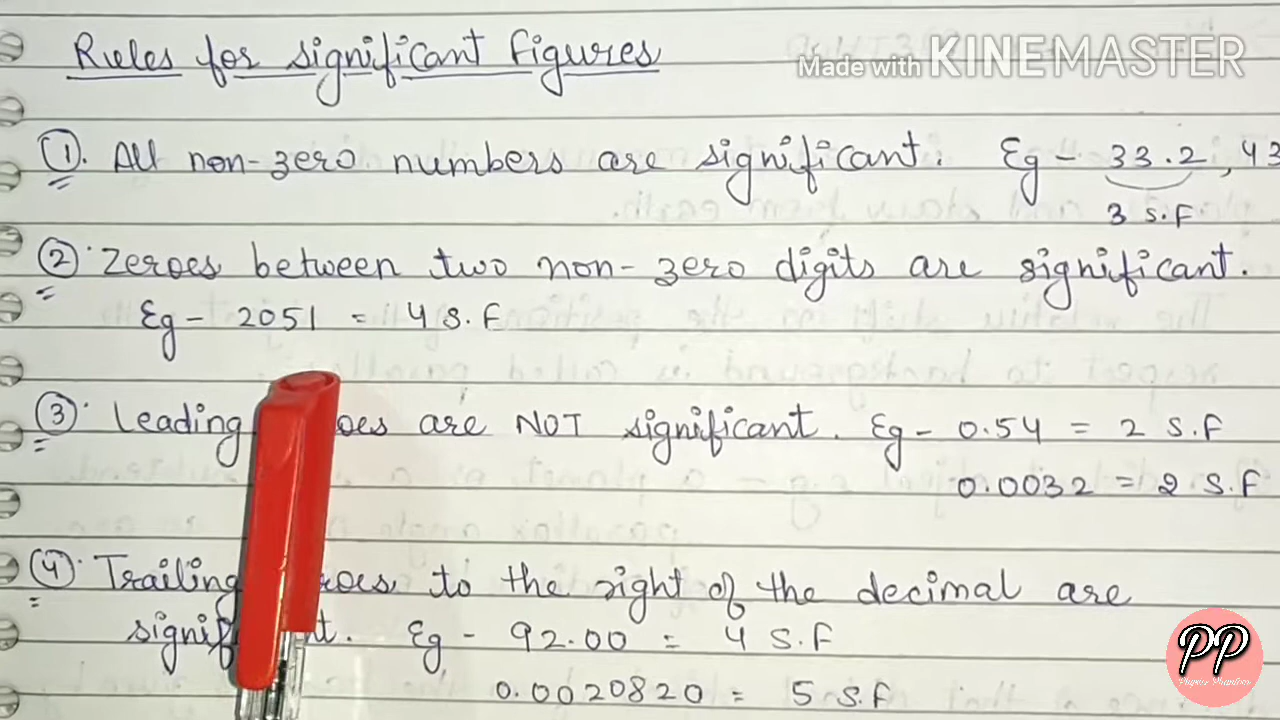 Rules for significant figures
Made with KINEMASTER
1. All non-zero numbers are significant. Eg - 33.2, 43
3 S.F
2. Zeroes between two non-zero digits are significant.
Eg - 2051 = 4 S.F
3. Leading are NOT significant. Eg - 0.54 = 2 S.F
0.0032 = 2 S.F
4. Trailing to the right of the decimal are
Eg - 92.00 = 4 S.F
0.0020820 = 5 S.F
PP